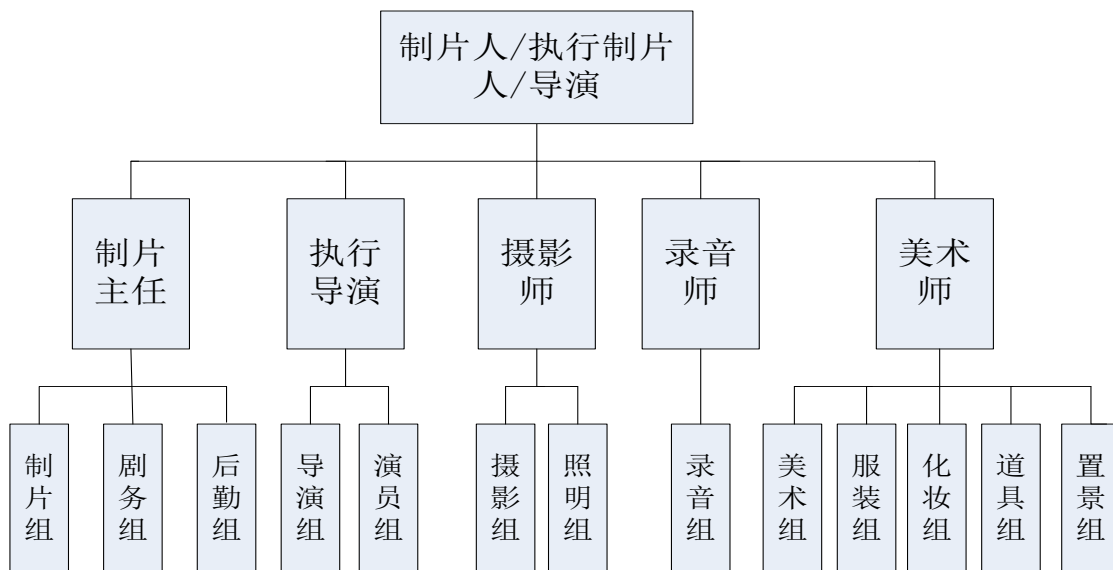 制片人/执行制片
人/导演
制片
主任
执行
导演
摄影
师
录音
师
美术
师
制片组
剧务组
后勤组
导演组
演员组
摄影组
照明组
录音组
美术组
服装组
化妆组
道具组
置景组